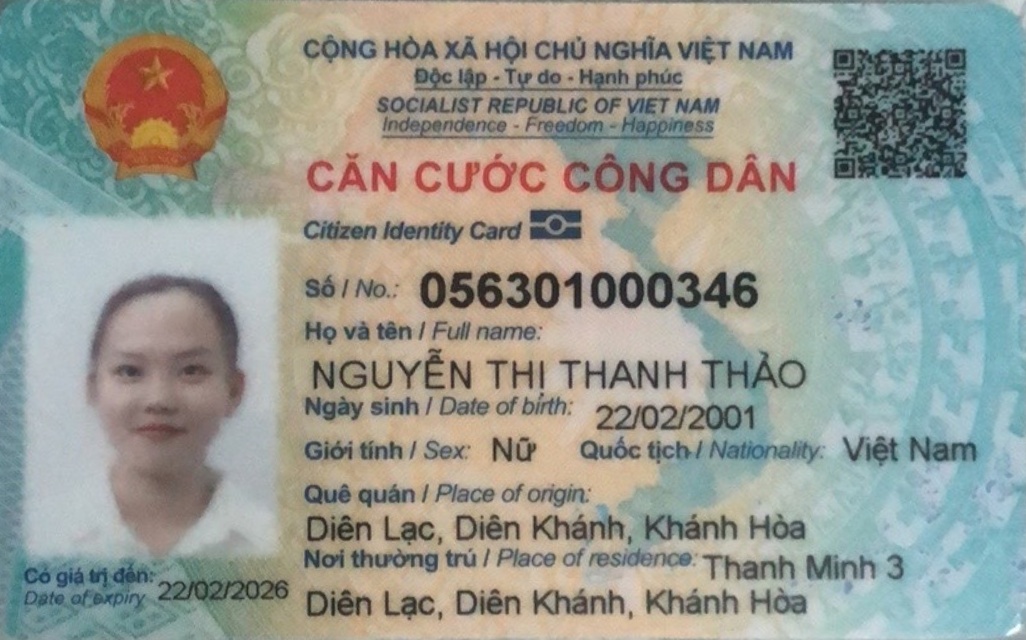 CỘNG HÒA XÃ HỘI CHỦ NGHĨA VIỆT NAM
Độc lập - Tự do - Hạnh phúc
SOCIALIST REPUBLIC OF VIET NAM
Independence - Freedom - Happiness
CĂN CƯỚC CÔNG DÂN
Citizen Identity Card
Số / No.: 056301000346
Họ và tên / Full name:
NGUYỄN THỊ THANH THẢO
Ngày sinh / Date of birth: 22/02/2001
Giới tính / Sex: Nữ Quốc tịch / Nationality: Việt Nam
Quê quán / Place of origin:
Diên Lạc, Diên Khánh, Khánh Hòa
Nơi thường trú / Place of residence: Thanh Minh 3
Diên Lạc, Diên Khánh, Khánh Hòa
Có giá trị đến: 22/02/2026
Date of expiry